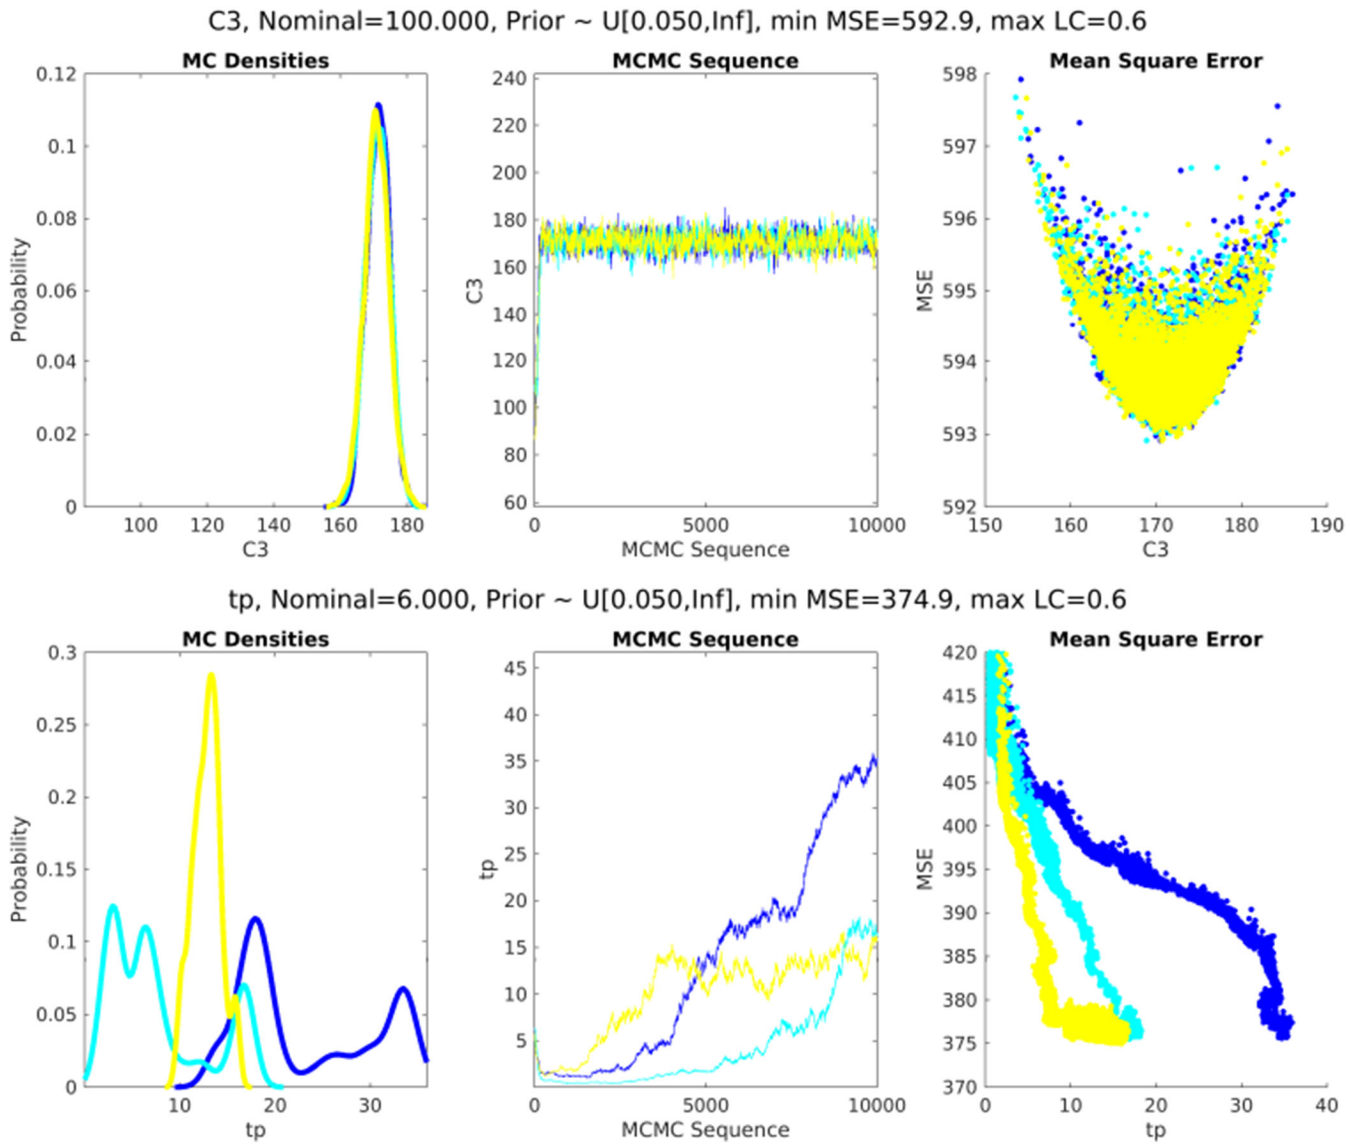 C3, Nominal=100.000, Prior ~ U[0.050,Inf], min MSE=592.9, max LC=0.6
MC Densities
0.12
0.1
0.08
0.06
0.04
0.02
0
Probability
100 120 140 160 180
C3
MCMC Sequence
240
220
200
180
160
140
120
100
80
60
C3
0 5000 10000
MCMC Sequence
Mean Square Error
598
597
596
595
594
593
592
MSE
150 160 170 180 190
C3
tp, Nominal=6.000, Prior ~ U[0.050,Inf], min MSE=374.9, max LC=0.6
MC Densities
0.3
0.25
0.2
0.15
0.1
0.05
0
Probability
10 20 30
tp
MCMC Sequence
45
40
35
30
25
20
15
10
5
tp
0 5000 10000
MCMC Sequence
Mean Square Error
420
415
410
405
400
395
390
385
380
375
370
MSE
0 10 20 30 40
tp